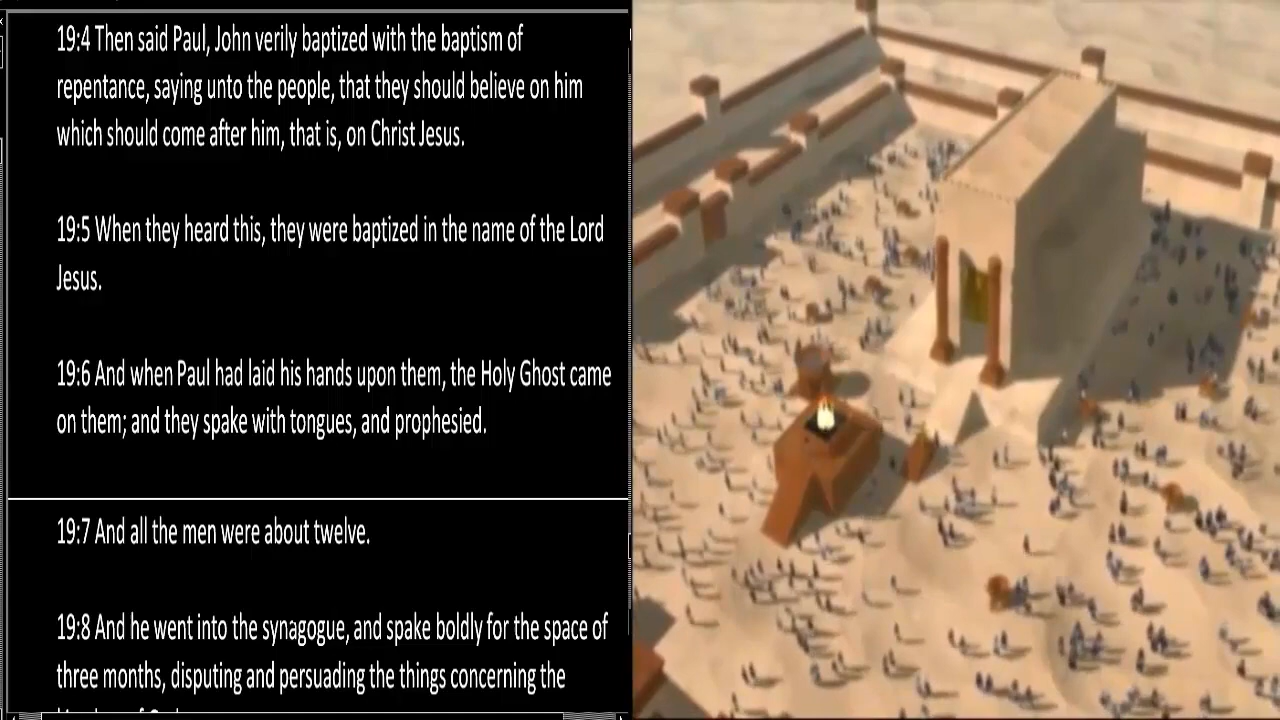 19:4 Then said Paul, John verily baptized with the baptism of
repentance, saying unto the people, that they should believe on him
which should come after him, that is, on Christ Jesus.
19:5 When they heard this, they were baptized in the name of the Lord
Jesus.
19:6 And when Paul had laid his hands upon them, the Holy Ghost came
on them; and they spake with tongues, and prophesied.
19:7 And all the men were about twelve.
19:8 And he went into the synagogue, and spake boldly for the space of
three months, disputing and persuading the things concerning the